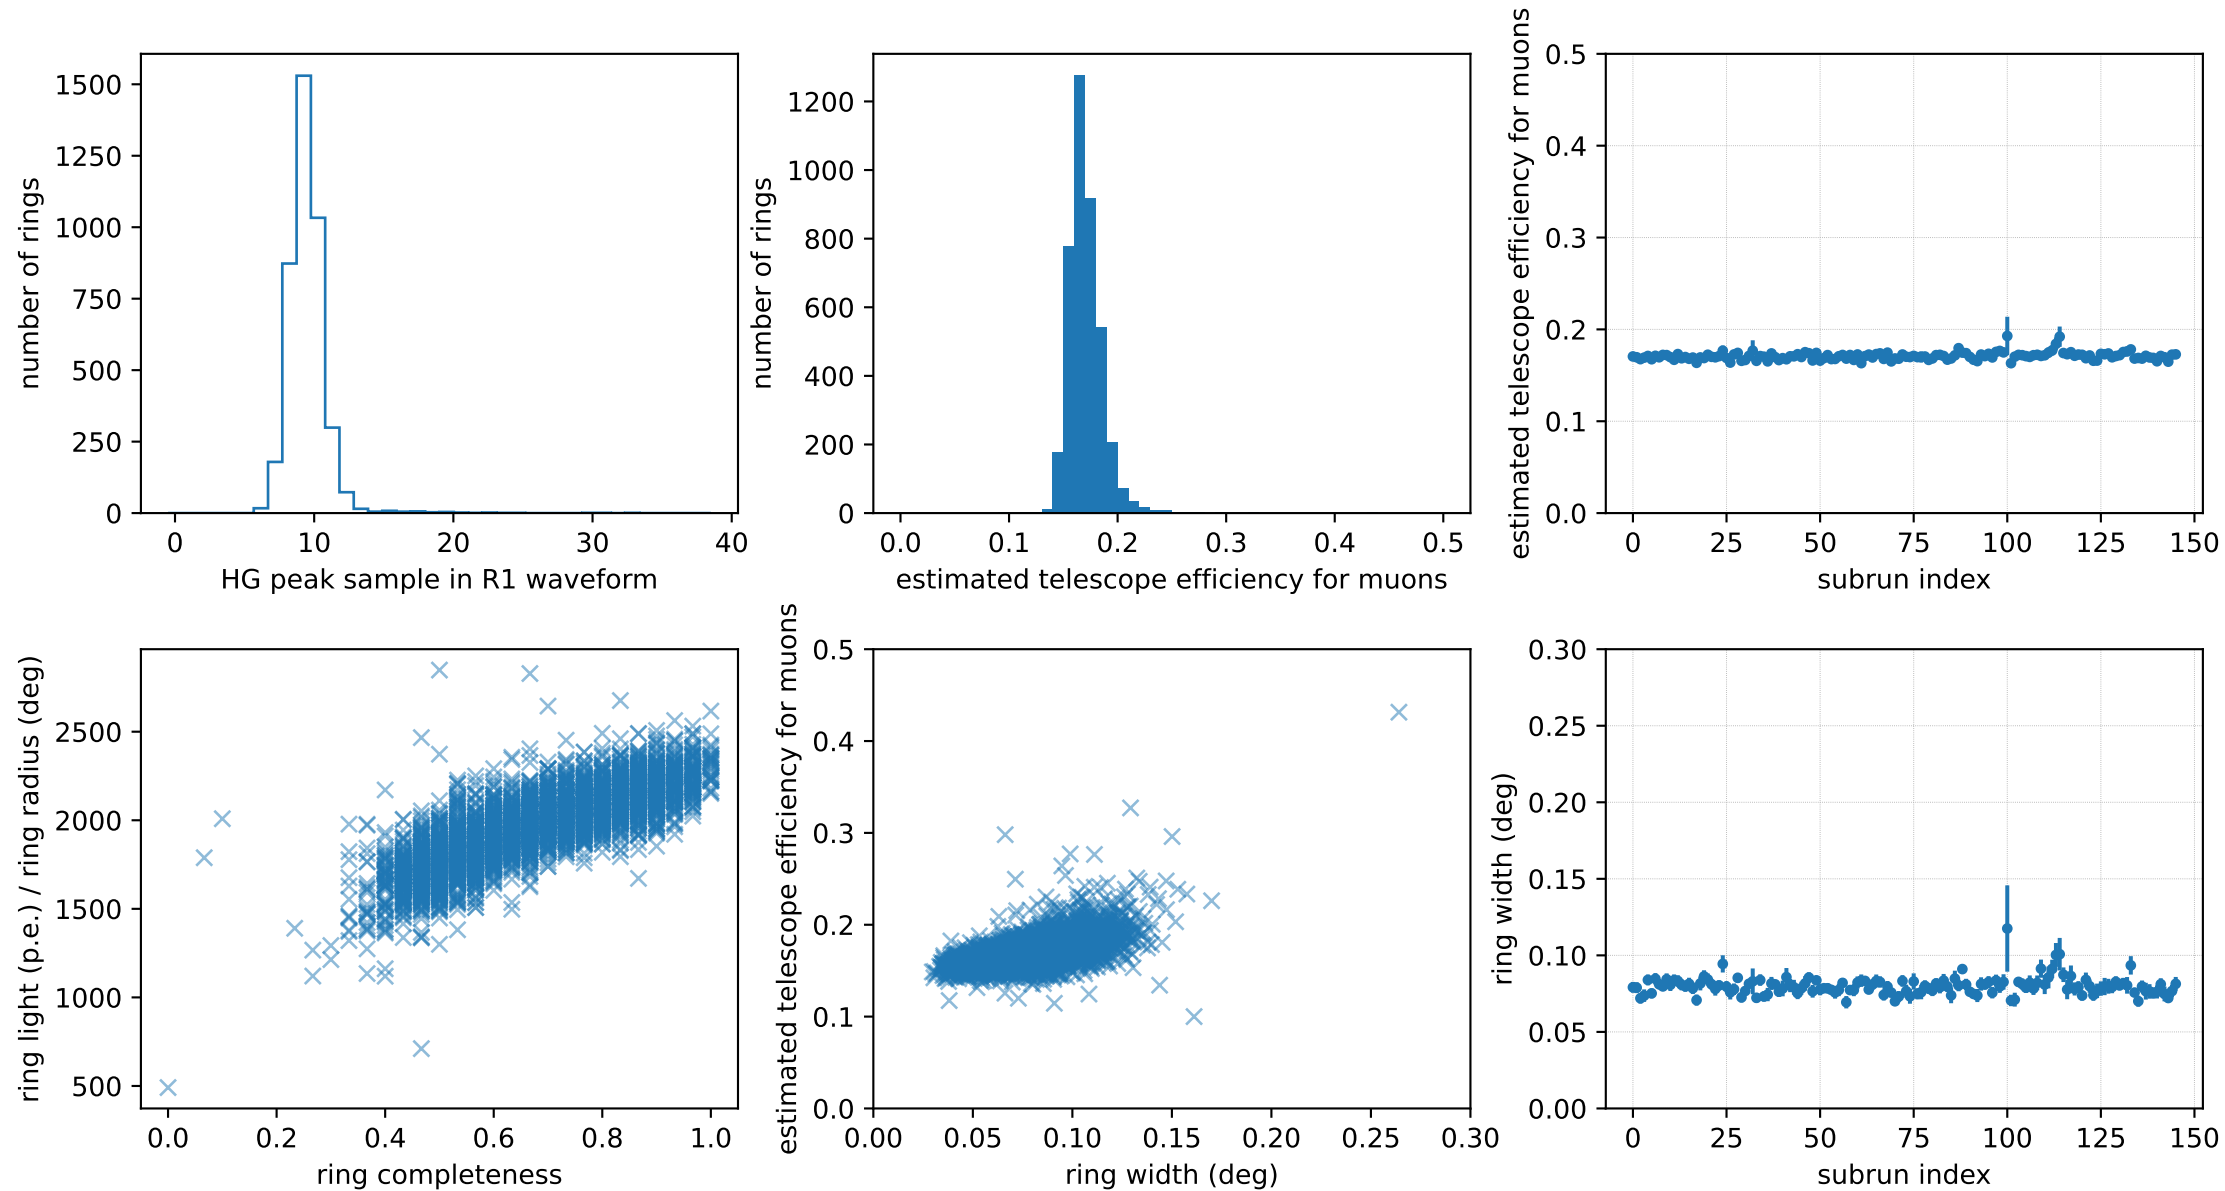 number of rings
1500
1250
1000
750
500
250
0
0 10 20 30 40
HG peak sample in R1 waveform
number of rings
1200
1000
800
600
400
200
0
0.0 0.1 0.2 0.3 0.4 0.5
estimated telescope efficiency for muons
estimated telescope efficiency for muons
0.5
0.4
0.3
0.2
0.1
0.0
0 25 50 75 100 125 150
subrun index
ring light (p.e.) / ring radius (deg)
2500
2000
1500
1000
500
0.0 0.2 0.4 0.6 0.8 1.0
ring completeness
estimated telescope efficiency for muons
0.5
0.4
0.3
0.2
0.1
0.0
0.00 0.05 0.10 0.15 0.20 0.25 0.30
ring width (deg)
ring width (deg)
0.30
0.25
0.20
0.15
0.10
0.05
0.00
0 25 50 75 100 125 150
subrun index